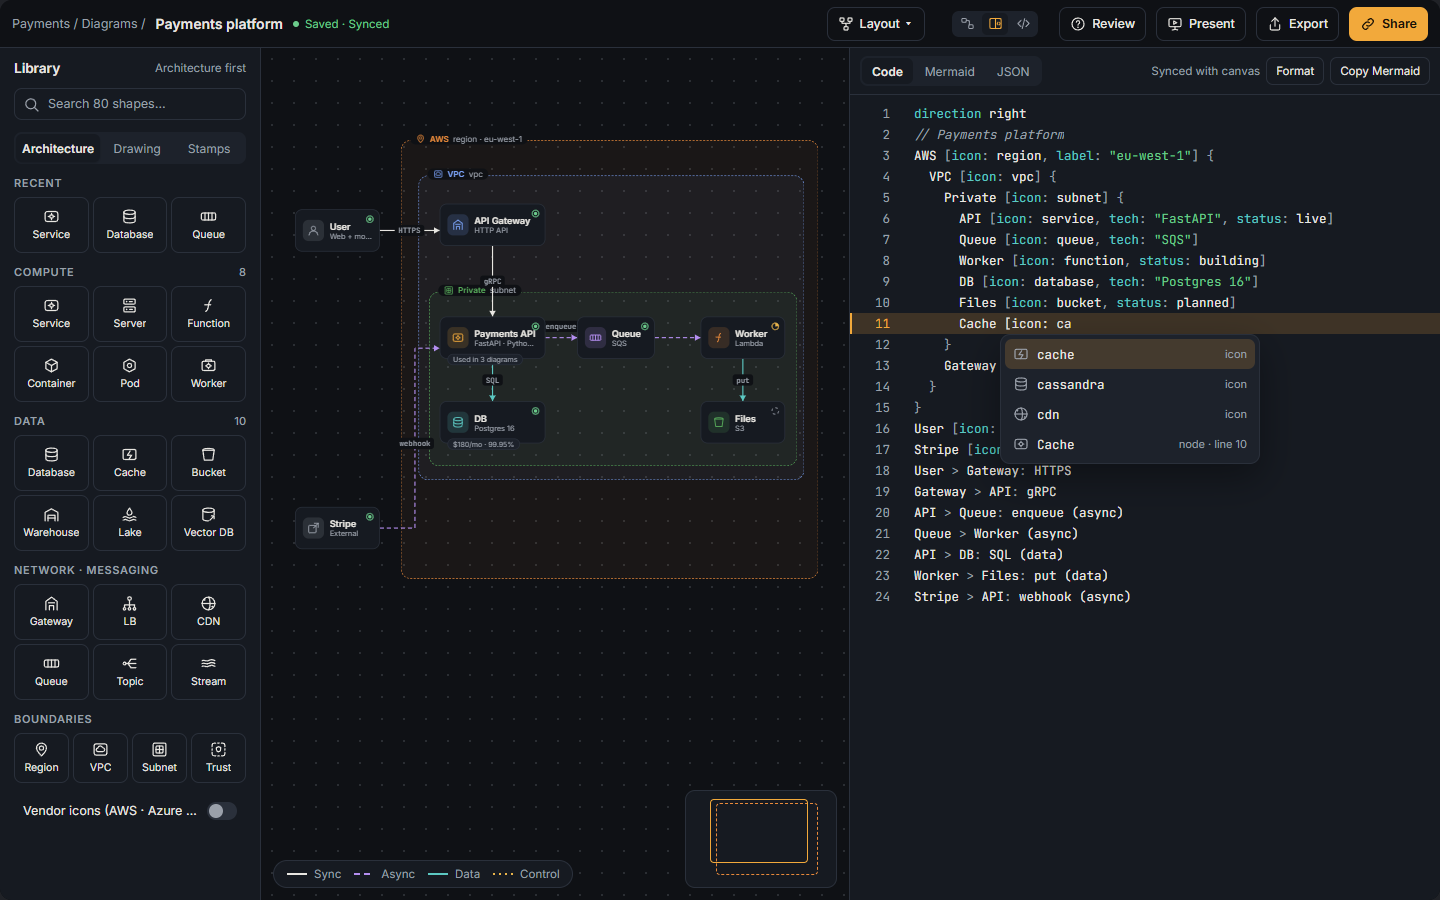 Payments / Diagrams / Payments platform Saved · Synced
Layout
Review
Present
Export
Share
Library
Architecture first
Search 80 shapes...
Architecture Drawing Stamps
RECENT
Service Database Queue
COMPUTE 8
Service Server Function
Container Pod Worker
DATA 10
Database Cache Bucket
Warehouse Lake Vector DB
NETWORK · MESSAGING
Gateway LB CDN
Queue Topic Stream
BOUNDARIES
Region VPC Subnet Trust
Vendor icons (AWS · Azure ...
AWS region · eu-west-1
VPC vpc
User
Web + mo...
HTTPS
API Gateway
HTTP API
gRPC
Private subnet
Payments API
FastAPI · Pytho...
Used in 3 diagrams
enqueue
Queue
SQS
Worker
Lambda
SQL
put
DB
Postgres 16
$180/mo · 99.95%
Files
S3
webhook
Stripe
External
Sync Async Data Control
Code Mermaid JSON
Synced with canvas
Format
Copy Mermaid
1 direction right
2 // Payments platform
3 AWS [icon: region, label: "eu-west-1"] {
4 VPC [icon: vpc] {
5 Private [icon: subnet] {
6 API [icon: service, tech: "FastAPI", status: live]
7 Queue [icon: queue, tech: "SQS"]
8 Worker [icon: function, status: building]
9 DB [icon: database, tech: "Postgres 16"]
10 Files [icon: bucket, status: planned]
11 Cache [icon: ca
12 }
13 Gateway
14 }
15 }
16 User [icon:
17 Stripe [icon
18 User > Gateway: HTTPS
19 Gateway > API: gRPC
20 API > Queue: enqueue (async)
21 Queue > Worker (async)
22 API > DB: SQL (data)
23 Worker > Files: put (data)
24 Stripe > API: webhook (async)
cache icon
cassandra icon
cdn icon
Cache node · line 10